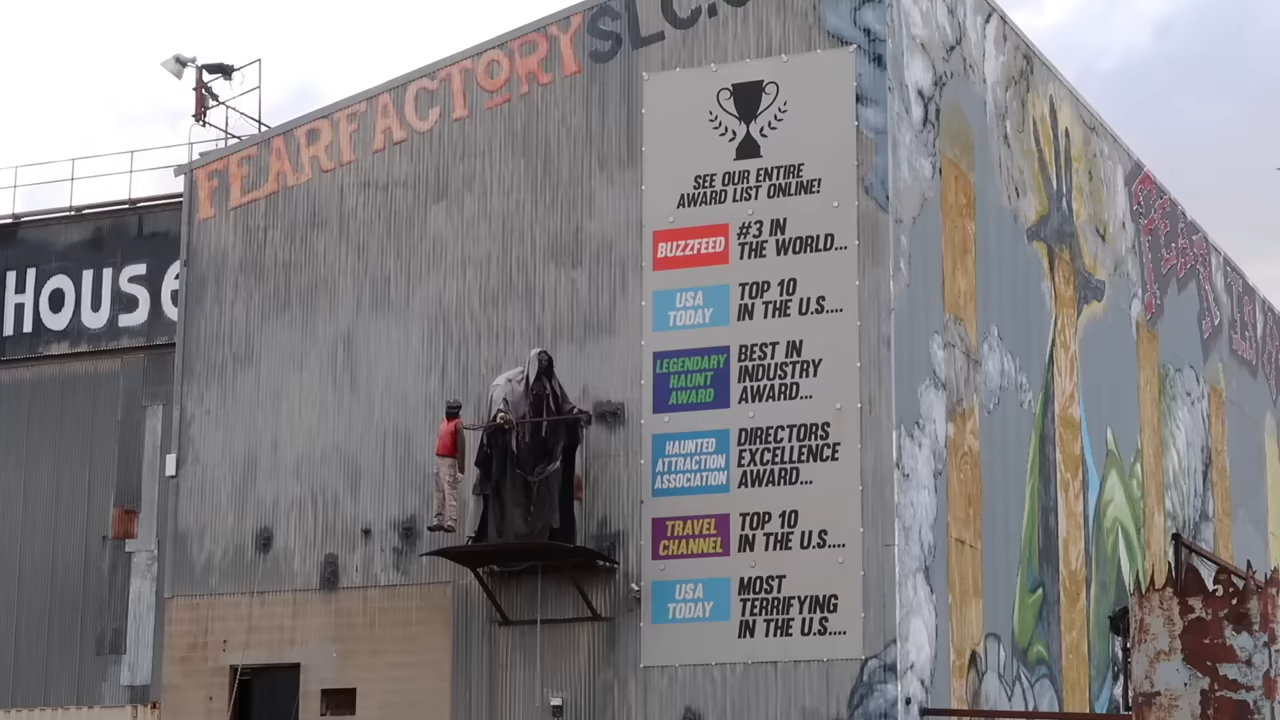 FEARFACTORYSLC.
HOUSE
SEE OUR ENTIRE
AWARD LIST ONLINE!
BUZZFEED
#3 IN
THE WORLD...
USA
TODAY
TOP 10
IN THE U.S....
LEGENDARY
HAUNT
AWARD
BEST IN
INDUSTRY
AWARD...
HAUNTED
ATTRACTION
ASSOCIATION
DIRECTORS
EXCELLENCE
AWARD...
TRAVEL
CHANNEL
TOP 10
IN THE U.S....
USA
TODAY
MOST
TERRIFYING
IN THE U.S....
FEAR